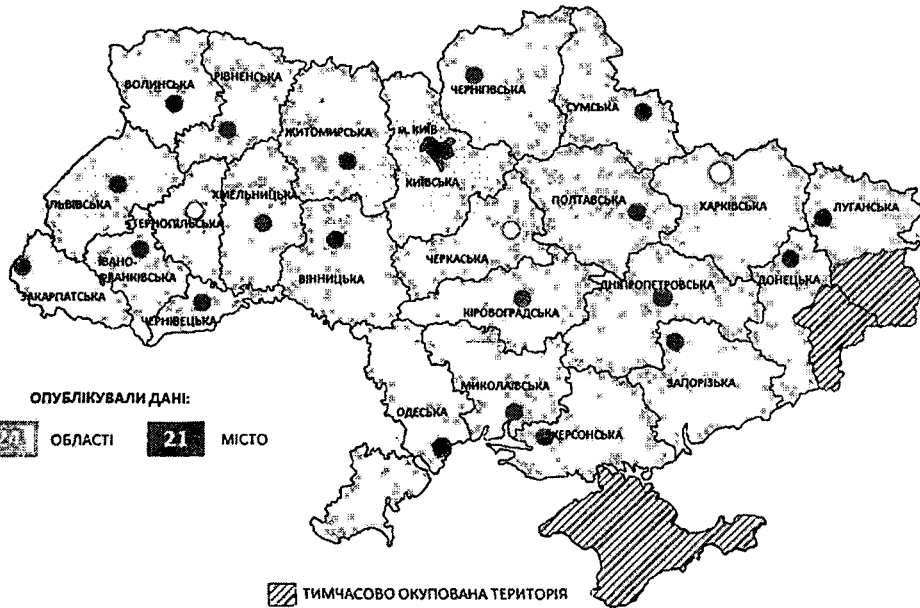 ВОЛИНСЬКА
РІВНЕНСЬКА
ЖИТОМИРСЬКА
м. КИЇВ
КИЇВСЬКА
ЧЕРНІГІВСЬКА
СУМСЬКА
ЛЬВІВСЬКА
ТЕРНОПІЛЬСЬКА
ХМЕЛЬНИЦЬКА
ПОЛТАВСЬКА
ХАРКІВСЬКА
ЛУГАНСЬКА
ІВАНО-
ФРАНКІВСЬКА
ЗАКАРПАТСЬКА
ЧЕРНІВЕЦЬКА
ВІННИЦЬКА
ЧЕРКАСЬКА
КІРОВОГРАДСЬКА
ДНІПРОПЕТРОВСЬКА
ДОНЕЦЬКА
ЗАПОРІЗЬКА
МИКОЛАЇВСЬКА
ОДЕСЬКА
ХЕРСОНСЬКА
ОПУБЛІКУВАЛИ ДАНІ:
ОБЛАСТІ 21 МІСТО
ТИМЧАСОВО ОКУПОВАНА ТЕРИТОРІЯ